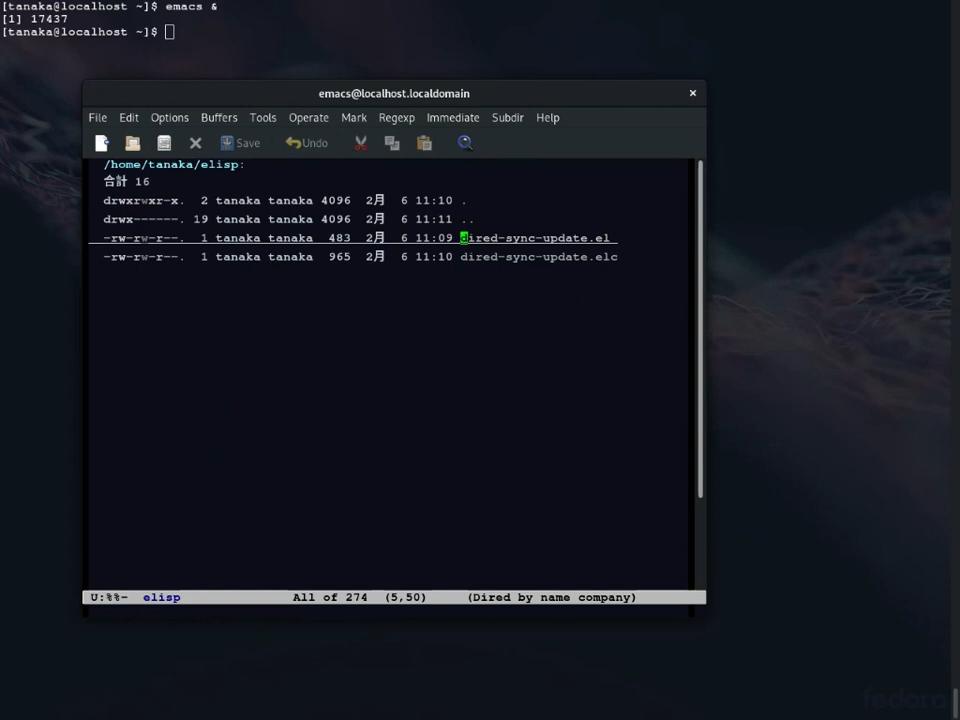 [tanaka@localhost ~]$ emacs &
[1] 17437
[tanaka@localhost ~]$
emacs@localhost.localdomain
File Edit Options Buffers Tools Operate Mark Regexp Immediate Subdir Help
Save Undo
/home/tanaka/elisp:
合計 16
drwxrwxr-x.  2 tanaka tanaka 4096  2月  6 11:10 .
drwx------. 19 tanaka tanaka 4096  2月  6 11:11 ..
-rw-rw-r--.  1 tanaka tanaka  483  2月  6 11:09 dired-sync-update.el
-rw-rw-r--.  1 tanaka tanaka  965  2月  6 11:10 dired-sync-update.elc
U:%%-  elisp  All of 274  (5,50)  (Dired by name company)
fedora